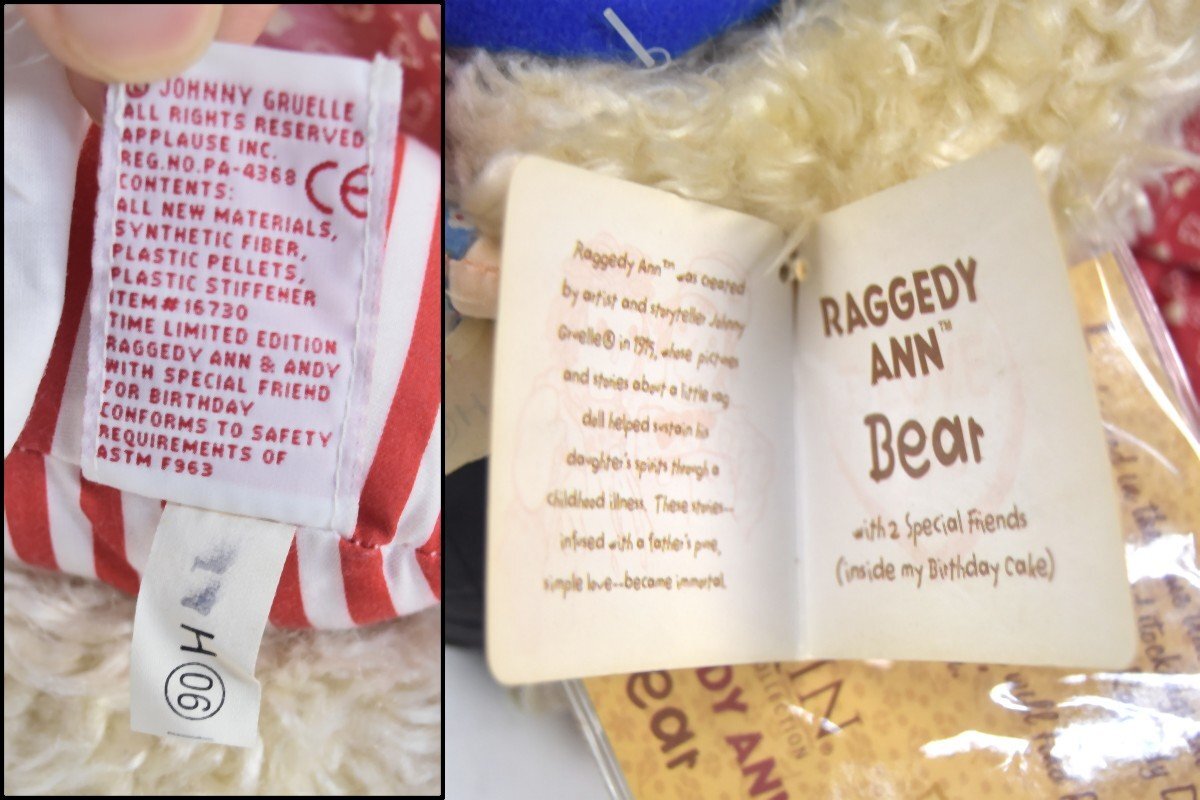 © JOHNNY GRUELLE
ALL RIGHTS RESERVED
APPLAUSE INC.
REG.NO.PA-4368
CE
CONTENTS:
ALL NEW MATERIALS,
SYNTHETIC FIBER,
PLASTIC PELLETS,
PLASTIC STIFFENER
ITEM# 16730
TIME LIMITED EDITION
RAGGEDY ANN & ANDY
WITH SPECIAL FRIEND
FOR BIRTHDAY
CONFORMS TO SAFETY
REQUIREMENTS OF
ASTM F963
90 H
Raggedy Ann™ was created
by artist and storyteller Johnny
Gruelle® in 1915, whose pictures
and stories about a little rag
doll helped sustain his
daughter's spirits through a
childhood illness. These stories--
infused with a father's pure,
simple love--became immortal.
RAGGEDY
ANN™
Bear
with 2 Special Friends
(inside my Birthday Cake)
DY ANN
ear